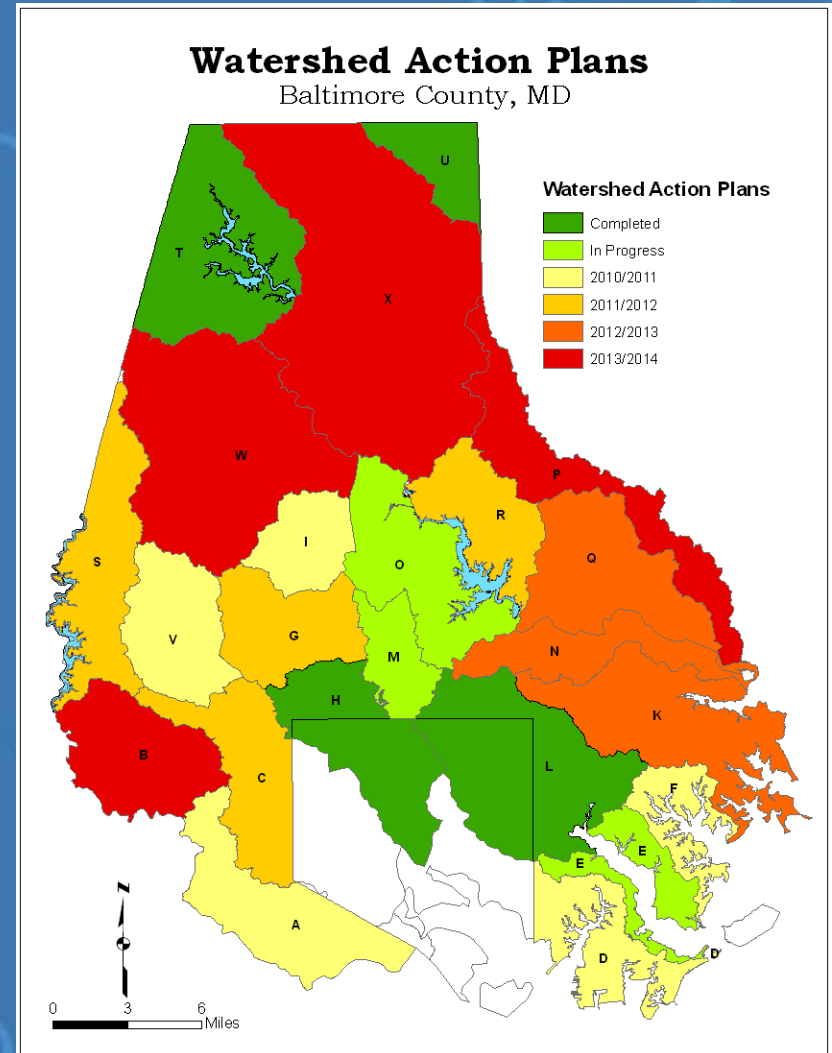 Watershed Action Plans
Baltimore County, MD
U
Watershed Action Plans
Completed
In Progress
2010/2011
2011/2012
2012/2013
2013/2014
T
X
W
P
R
S
I
Q
O
V
G
N
M
H
K
B
L
C
F
E
E
A
D
D
N
0 3 6
Miles